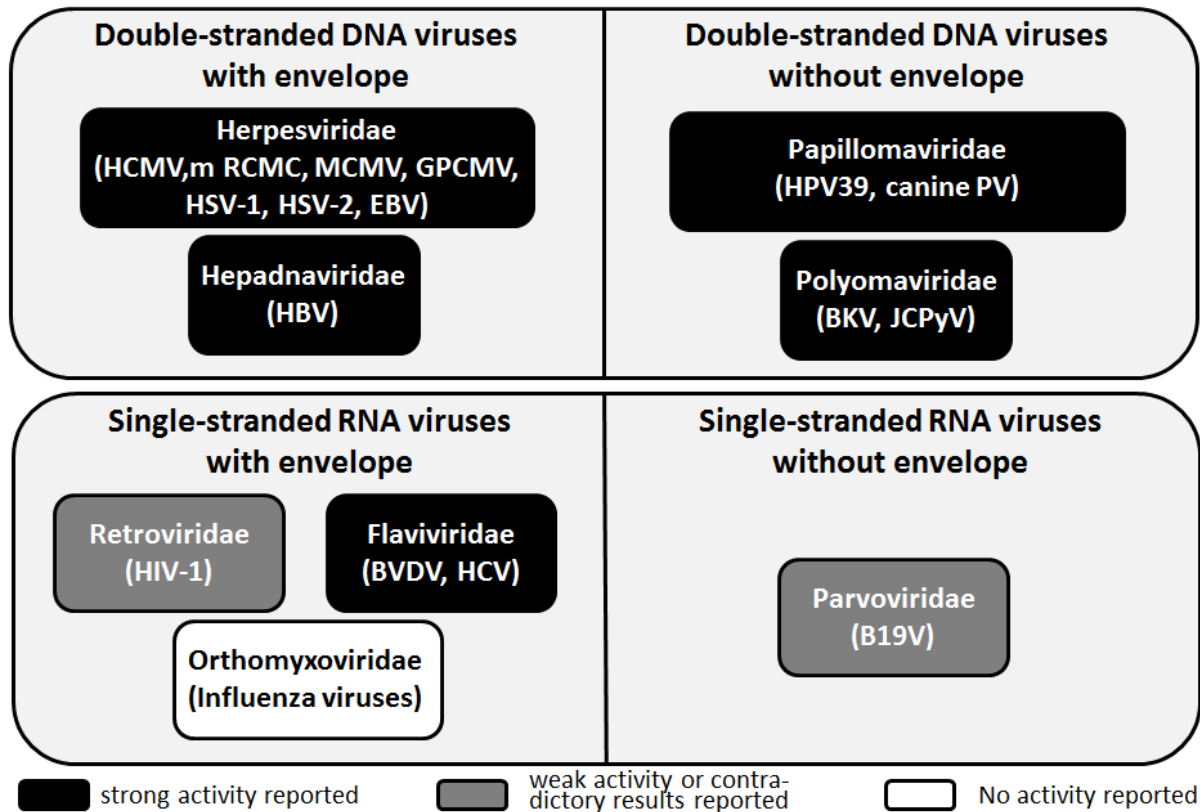 Double-stranded DNA viruses
with envelope
Herpesviridae
(HCMV,m RCMC, MCMV, GPCMV,
HSV-1, HSV-2, EBV)
Hepadnaviridae
(HBV)
Double-stranded DNA viruses
without envelope
Papillomaviridae
(HPV39, canine PV)
Polyomaviridae
(BKV, JCPyV)
Single-stranded RNA viruses
with envelope
Retroviridae
(HIV-1)
Flaviviridae
(BVDV, HCV)
Orthomyxoviridae
(Influenza viruses)
Single-stranded RNA viruses
without envelope
Parvoviridae
(B19V)
strong activity reported
weak activity or contra-
dictory results reported
No activity reported